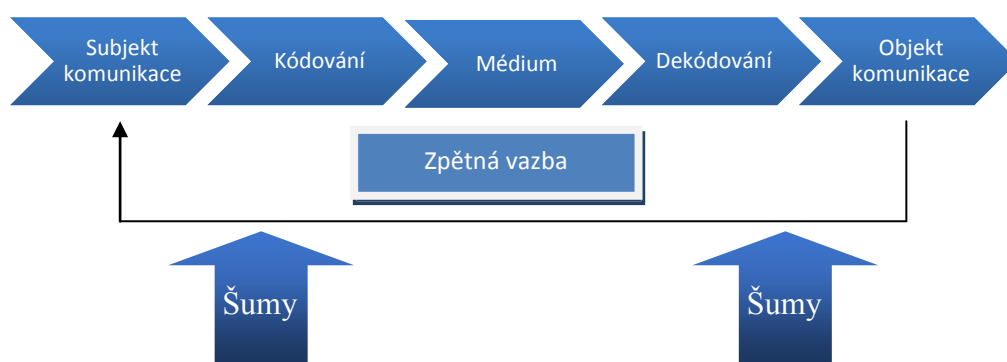 Subjekt
komunikace
Kódování
Médium
Dekódování
Objekt
komunikace
Zpětná vazba
Šumy
Šumy